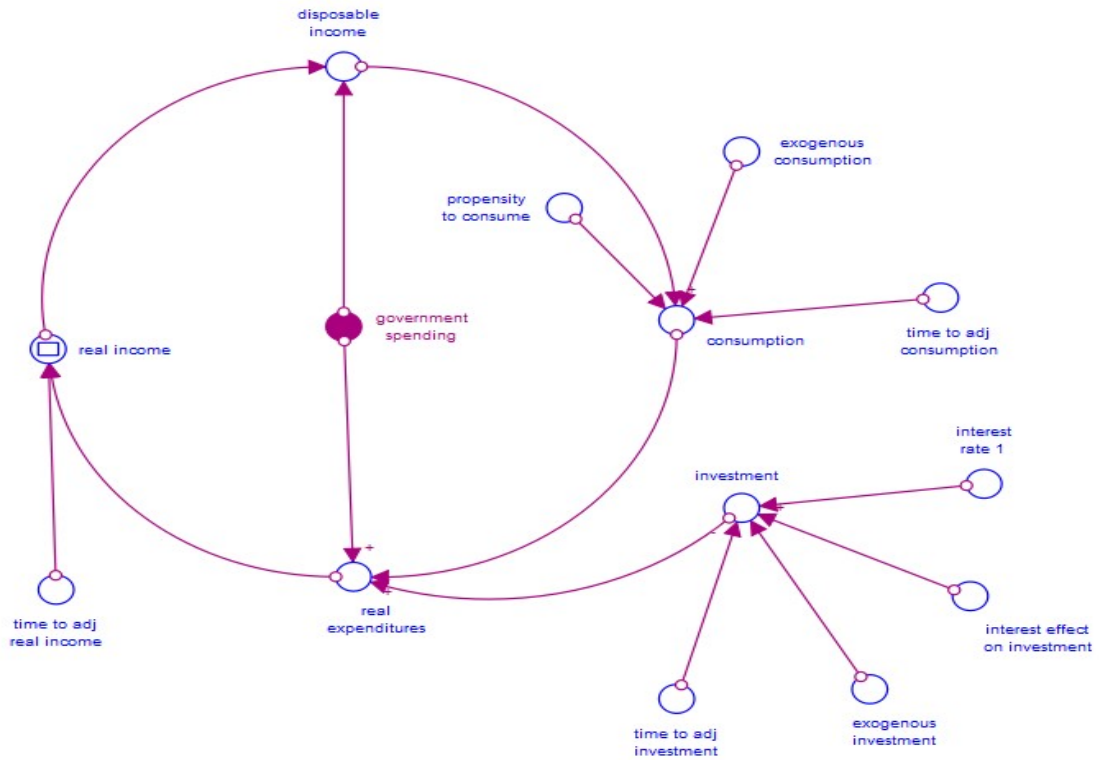 disposable
income
exogenous
consumption
propensity
to consume
+
government
spending
real income
consumption
time to adj
consumption
interest
rate 1
investment
+
-
+
+
real
expenditures
time to adj
real income
interest effect
on investment
time to adj
investment
exogenous
investment